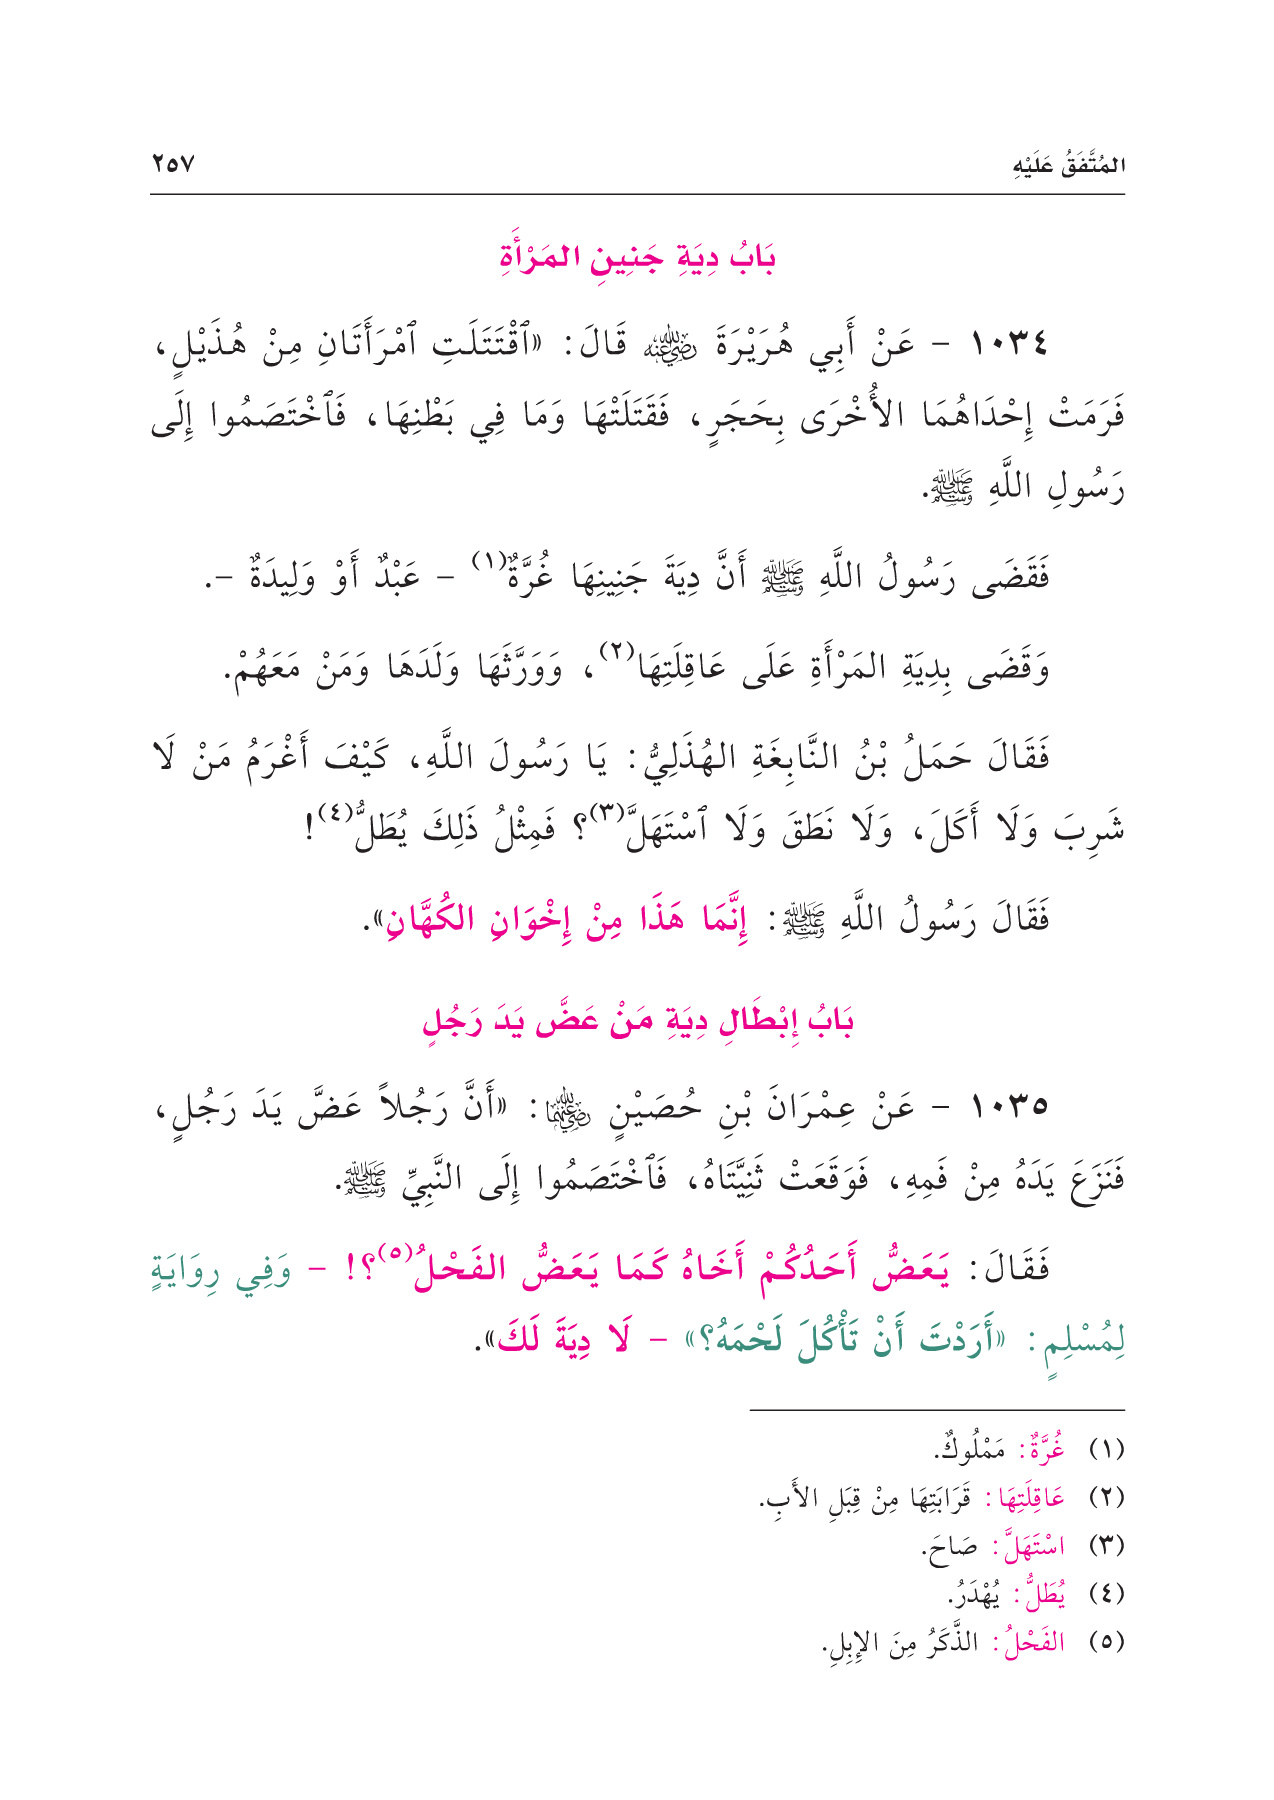 المُتَّفَقُ عَلَيْهِ ٢٥٧
بَابُ دِيَةِ جَنِينِ المَرْأَةِ
١٠٣٤ - عَنْ أَبِي هُرَيْرَةَ رضي الله عنه قَالَ: «ٱقْتَتَلَتِ ٱمْرَأَتَانِ مِنْ هُذَيْلٍ،
فَرَمَتْ إِحْدَاهُمَا الأُخْرَى بِحَجَرٍ، فَقَتَلَتْهَا وَمَا فِي بَطْنِهَا، فَٱخْتَصَمُوا إِلَى
رَسُولِ اللَّهِ ﷺ.
فَقَضَى رَسُولُ اللَّهِ ﷺ أَنَّ دِيَةَ جَنِينِهَا غُرَّةٌ(١) - عَبْدٌ أَوْ وَلِيدَةٌ -.
وَقَضَى بِدِيَةِ المَرْأَةِ عَلَى عَاقِلَتِهَا(٢)، وَوَرَّثَهَا وَلَدَهَا وَمَنْ مَعَهُمْ.
فَقَالَ حَمَلُ بْنُ النَّابِغَةِ الهُذَلِيُّ: يَا رَسُولَ اللَّهِ، كَيْفَ أَغْرَمُ مَنْ لَا
شَرِبَ وَلَا أَكَلَ، وَلَا نَطَقَ وَلَا ٱسْتَهَلَّ(٣)؟ فَمِثْلُ ذَلِكَ يُطَلُّ(٤)!
فَقَالَ رَسُولُ اللَّهِ ﷺ: إِنَّمَا هَذَا مِنْ إِخْوَانِ الكُهَّانِ».
بَابُ إِبْطَالِ دِيَةِ مَنْ عَضَّ يَدَ رَجُلٍ
١٠٣٥ - عَنْ عِمْرَانَ بْنِ حُصَيْنٍ رضي الله عنهما: «أَنَّ رَجُلاً عَضَّ يَدَ رَجُلٍ،
فَنَزَعَ يَدَهُ مِنْ فَمِهِ، فَوَقَعَتْ ثَنِيَّتَاهُ، فَٱخْتَصَمُوا إِلَى النَّبِيِّ ﷺ.
فَقَالَ: يَعَضُّ أَحَدُكُمْ أَخَاهُ كَمَا يَعَضُّ الفَحْلُ(٥)؟! - وَفِي رِوَايَةٍ
لِمُسْلِمٍ: «أَرَدْتَ أَنْ تَأْكُلَ لَحْمَهُ؟» - لَا دِيَةَ لَكَ».
(١) غُرَّةٌ: مَمْلُوكٌ.
(٢) عَاقِلَتِهَا: قَرَابَتِهَا مِنْ قِبَلِ الأَبِ.
(٣) اسْتَهَلَّ: صَاحَ.
(٤) يُطَلُّ: يُهْدَرُ.
(٥) الفَحْلُ: الذَّكَرُ مِنَ الإِبِلِ.